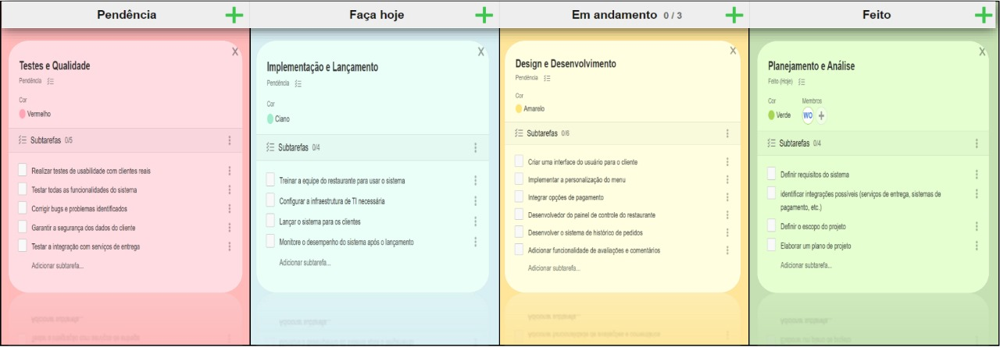 Pendência
Faça hoje
Em andamento 0 / 3
Feito
Testes e Qualidade
Pendência
Cor
Vermelho
Subtarefas 0/5
Realizar testes de usabilidade com clientes reais
Testar todas as funcionalidades do sistema
Corrigir bugs e problemas identificados
Garantir a segurança dos dados do cliente
Testar a integração com serviços de entrega
Adicionar subtarefa...
Implementação e Lançamento
Pendência
Cor
Ciano
Subtarefas 0/4
Treinar a equipe do restaurante para usar o sistema
Configurar a infraestrutura de TI necessária
Lançar o sistema para os clientes
Monitore o desempenho do sistema após o lançamento
Adicionar subtarefa...
Design e Desenvolvimento
Pendência
Cor
Amarelo
Subtarefas 0/6
Criar uma interface do usuário para o cliente
Implementar a personalização do menu
Integrar opções de pagamento
Desenvolvedor do painel de controle do restaurante
Desenvolver o sistema de histórico de pedidos
Adicionar funcionalidade de avaliações e comentários
Adicionar subtarefa...
Planejamento e Análise
Feito (Hoje)
Cor Membros
Verde WO
Subtarefas 0/4
Definir requisitos do sistema
identificar integrações possíveis (serviços de entrega, sistemas de
pagamento, etc.)
Definir o escopo do projeto
Elaborar um plano de projeto
Adicionar subtarefa...